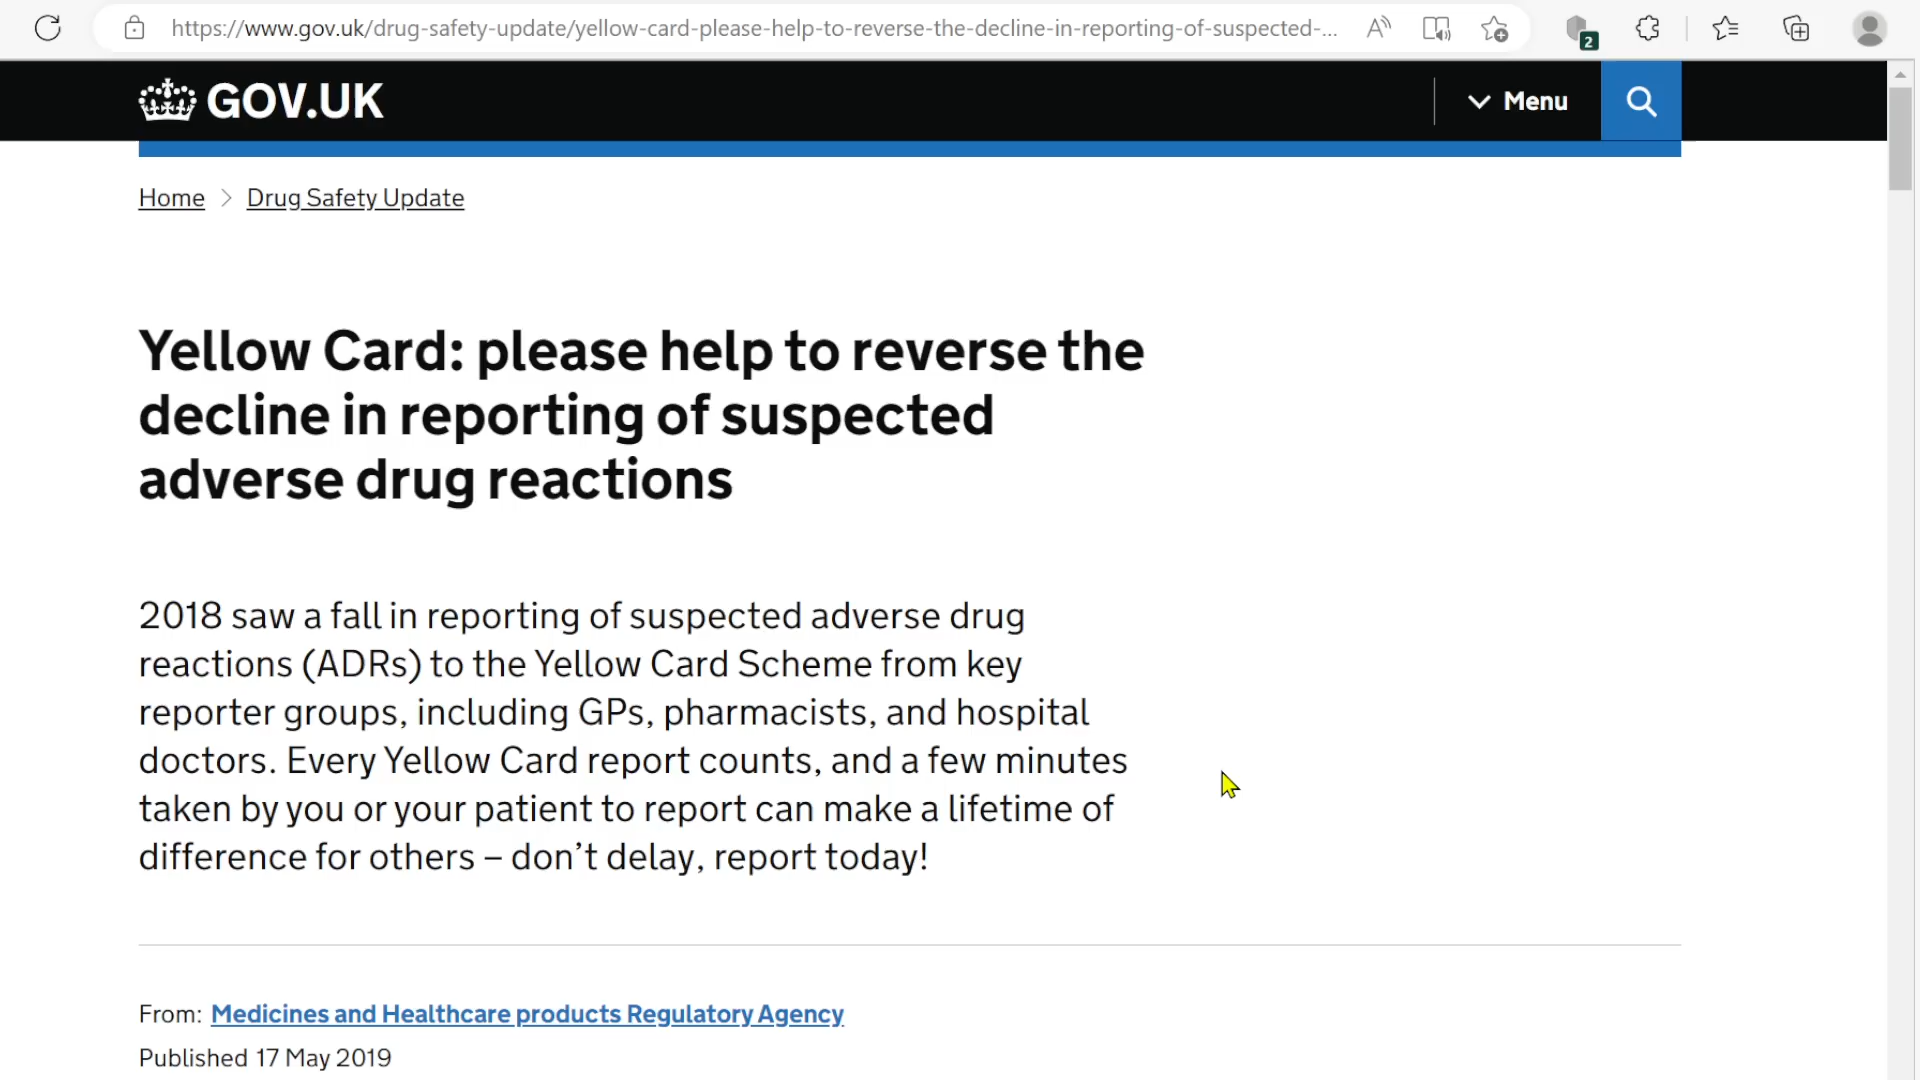 https://www.gov.uk/drug-safety-update/yellow-card-please-help-to-reverse-the-decline-in-reporting-of-suspected-...
2
GOV.UK
Menu
Home > Drug Safety Update
Yellow Card: please help to reverse the
decline in reporting of suspected
adverse drug reactions
2018 saw a fall in reporting of suspected adverse drug
reactions (ADRs) to the Yellow Card Scheme from key
reporter groups, including GPs, pharmacists, and hospital
doctors. Every Yellow Card report counts, and a few minutes
taken by you or your patient to report can make a lifetime of
difference for others – don’t delay, report today!
From: Medicines and Healthcare products Regulatory Agency
Published 17 May 2019